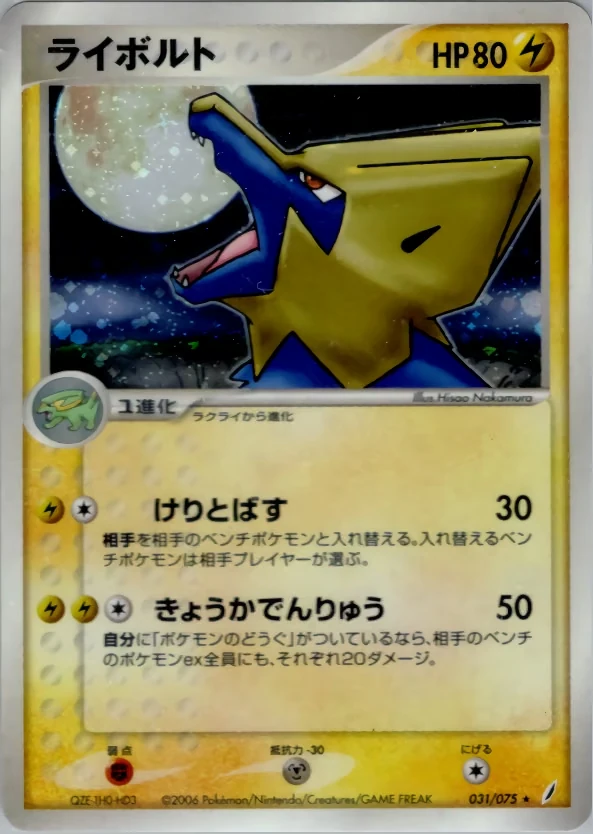 ライボルト HP80
Illus. Hisao Nakamura
1進化
ラクライから進化
けりとばす 30
相手を相手のベンチポケモンと入れ替える。入れ替えるベン
チポケモンは相手プレイヤーが選ぶ。
きょうかでんりゅう 50
自分に「ポケモンのどうぐ」がついているなら、相手のベンチ
のポケモンex全員にも、それぞれ20ダメージ。
弱点 抵抗力 -30 にげる
QZE-1H0-HD3 ©2006 Pokémon/Nintendo/Creatures/GAME FREAK 031/075 ★